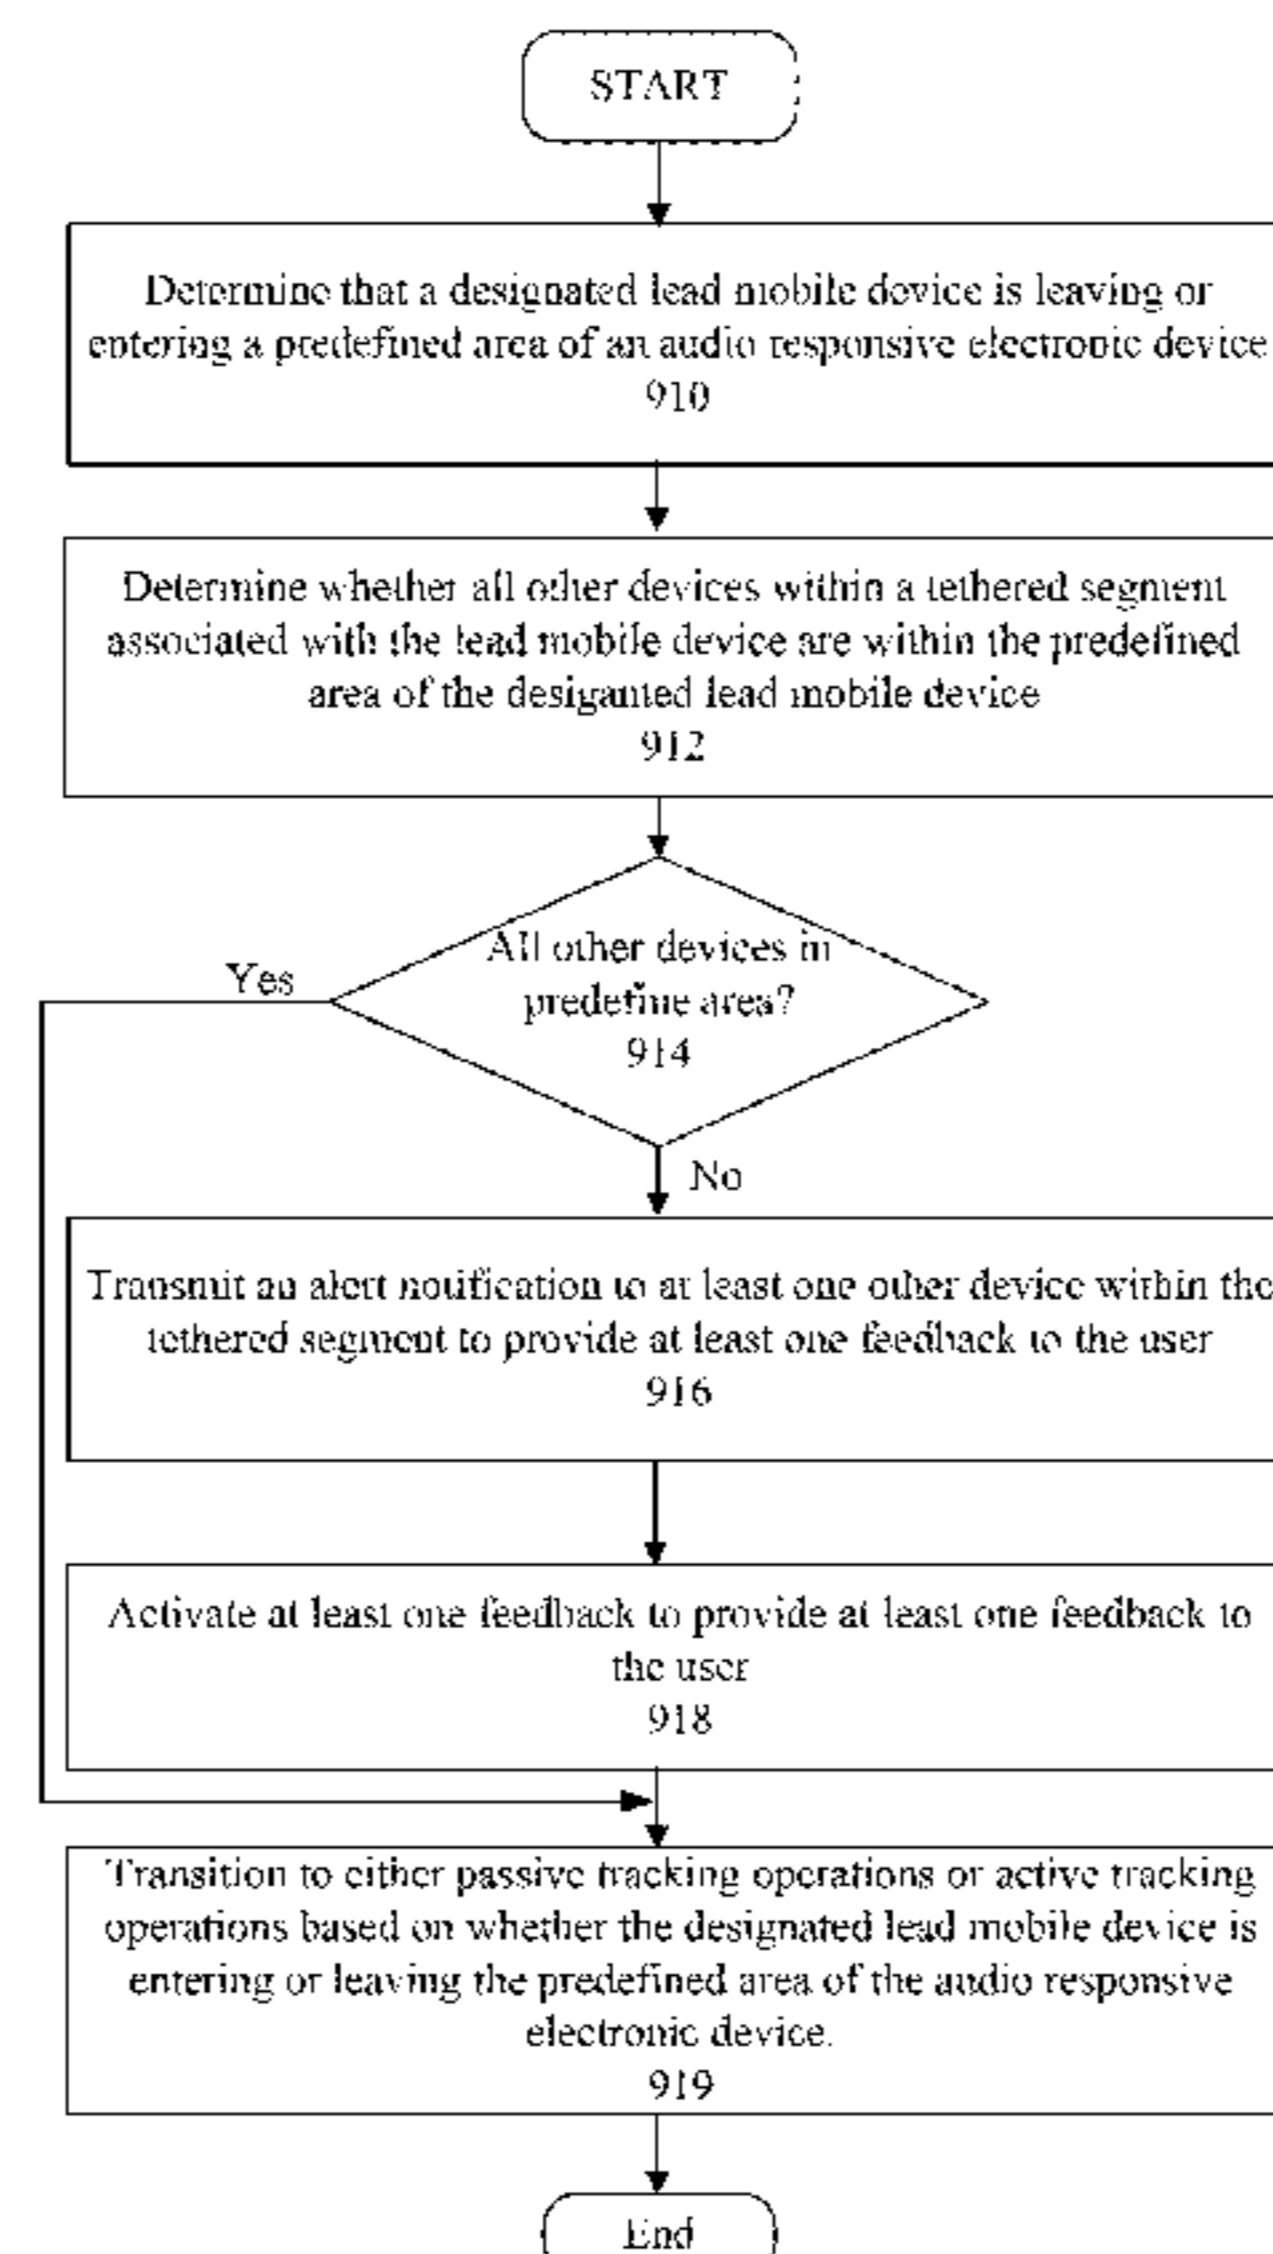 START
Determine that a designated lead mobile device is leaving or
entering a predefined area of an audio responsive electronic device
910
Determine whether all other devices within a tethered segment
associated with the lead mobile device are within the predefined
area of the desiganted lead mobile device
912
All other devices in
predefine area?
914
Yes
No
Transmit an alert notification to at least one other device within the
tethered segment to provide at least one feedback to the user
916
Activate at least one feedback to provide at least one feedback to
the user
918
Transition to either passive tracking operations or active tracking
operations based on whether the designated lead mobile device is
entering or leaving the predefined area of the audio responsive
electronic device.
919
End